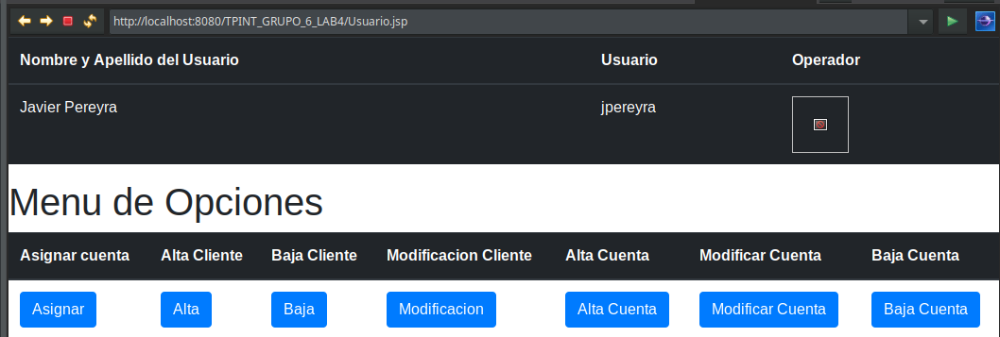 http://localhost:8080/TPINT_GRUPO_6_LAB4/Usuario.jsp
Nombre y Apellido del Usuario Usuario Operador
Javier Pereyra jpereyra
Menu de Opciones
Asignar cuenta Alta Cliente Baja Cliente Modificacion Cliente Alta Cuenta Modificar Cuenta Baja Cuenta
Asignar Alta Baja Modificacion Alta Cuenta Modificar Cuenta Baja Cuenta